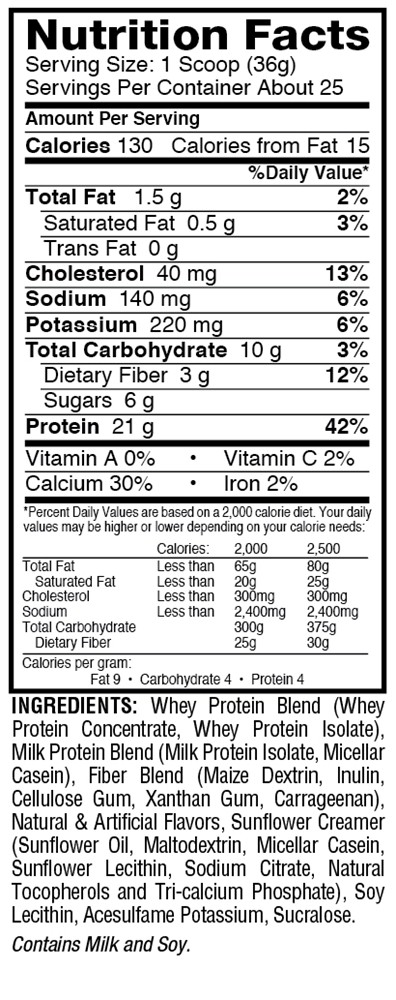 Nutrition Facts
Serving Size: 1 Scoop (36g)
Servings Per Container About 25
Amount Per Serving
Calories 130 Calories from Fat 15
%Daily Value*
Total Fat 1.5 g 2%
Saturated Fat 0.5 g 3%
Trans Fat 0 g
Cholesterol 40 mg 13%
Sodium 140 mg 6%
Potassium 220 mg 6%
Total Carbohydrate 10 g 3%
Dietary Fiber 3 g 12%
Sugars 6 g
Protein 21 g 42%
Vitamin A 0% • Vitamin C 2%
Calcium 30% • Iron 2%
*Percent Daily Values are based on a 2,000 calorie diet. Your daily
values may be higher or lower depending on your calorie needs:
Calories: 2,000 2,500
Total Fat Less than 65g 80g
Saturated Fat Less than 20g 25g
Cholesterol Less than 300mg 300mg
Sodium Less than 2,400mg 2,400mg
Total Carbohydrate 300g 375g
Dietary Fiber 25g 30g
Calories per gram:
Fat 9 • Carbohydrate 4 • Protein 4
INGREDIENTS: Whey Protein Blend (Whey
Protein Concentrate, Whey Protein Isolate),
Milk Protein Blend (Milk Protein Isolate, Micellar
Casein), Fiber Blend (Maize Dextrin, Inulin,
Cellulose Gum, Xanthan Gum, Carrageenan),
Natural & Artificial Flavors, Sunflower Creamer
(Sunflower Oil, Maltodextrin, Micellar Casein,
Sunflower Lecithin, Sodium Citrate, Natural
Tocopherols and Tri-calcium Phosphate), Soy
Lecithin, Acesulfame Potassium, Sucralose.
Contains Milk and Soy.